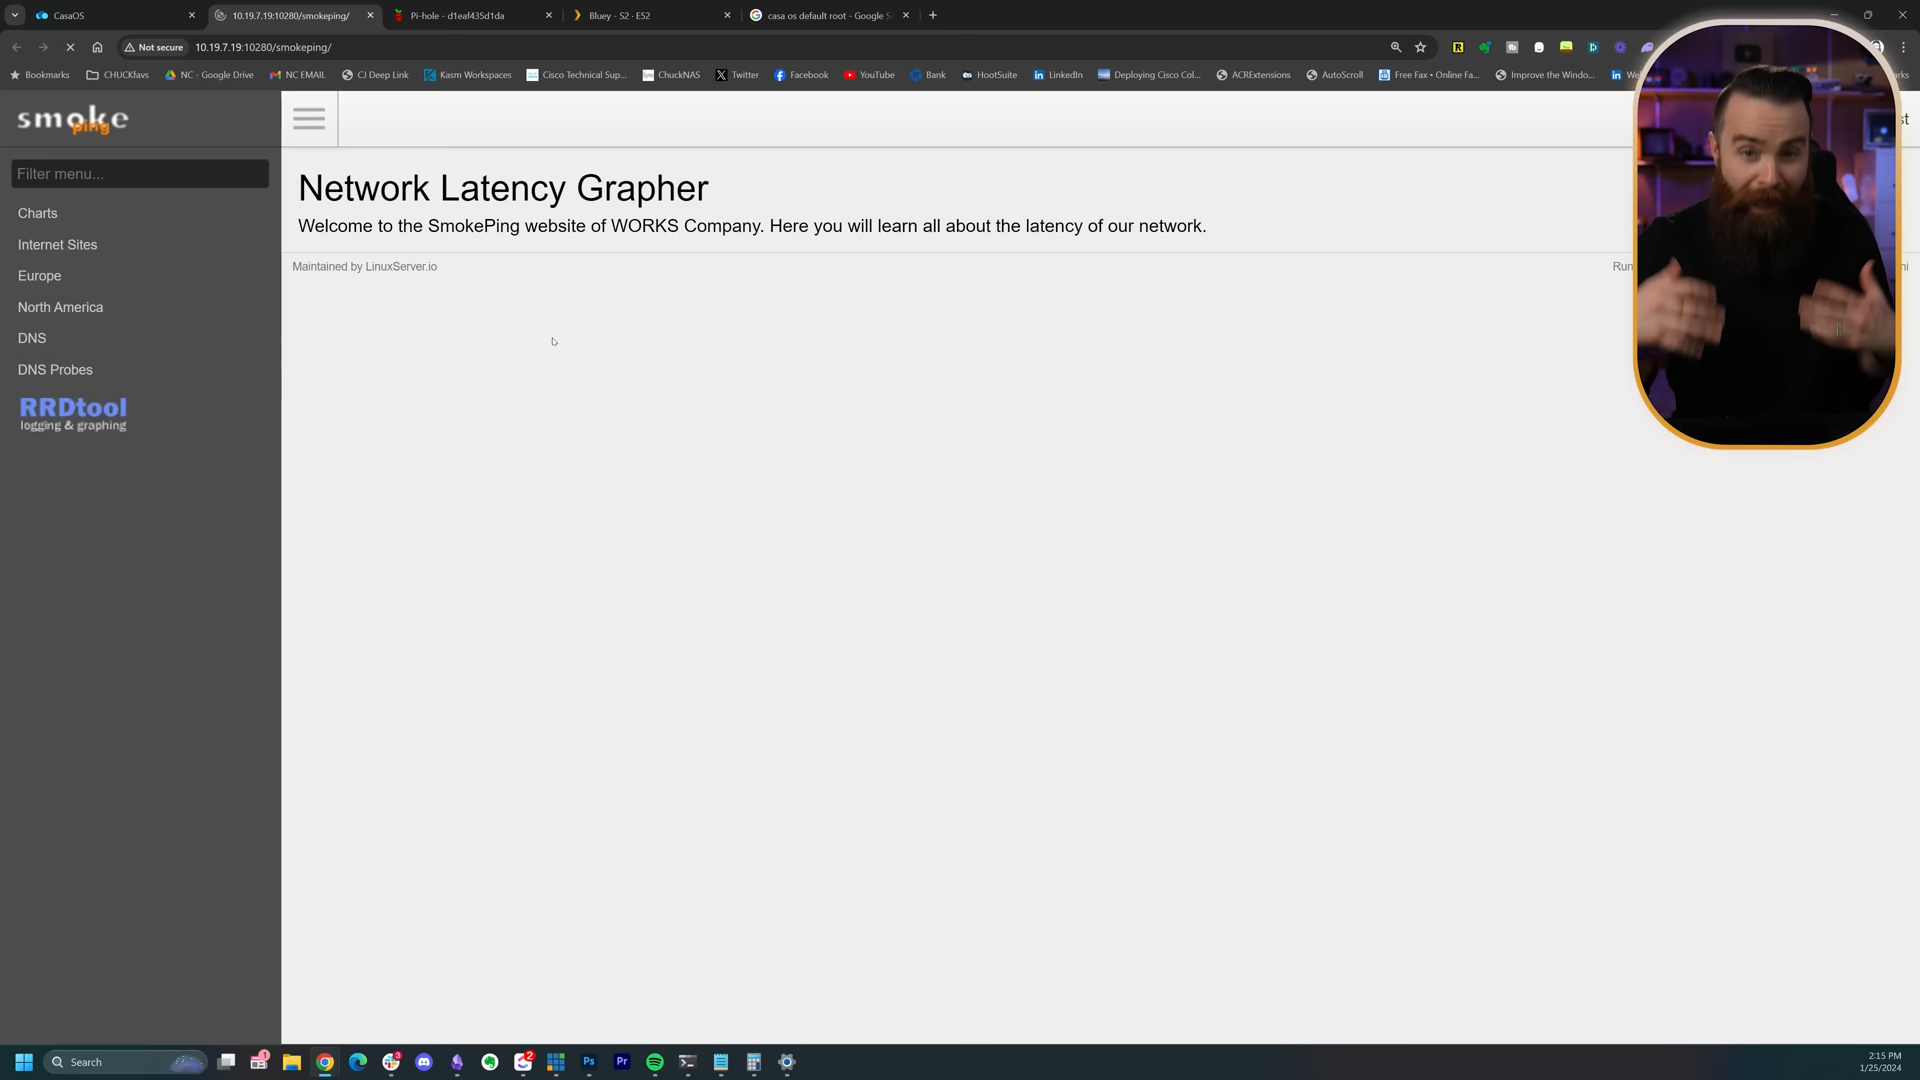 CasaOS
10.19.7.19:10280/smokeping/
Pi-hole - d1eaf435d1da
Bluey - S2 · E52
casa os default root - Google S
Not secure
10.19.7.19:10280/smokeping/
Bookmarks
CHUCKfavs
NC - Google Drive
NC EMAIL
CJ Deep Link
Kasm Workspaces
Cisco Technical Sup...
ChuckNAS
Twitter
Facebook
YouTube
Bank
HootSuite
LinkedIn
Deploying Cisco Col...
ACRExtensions
AutoScroll
Free Fax • Online Fa...
Improve the Windo...
smoke
ping
Filter menu...
Charts
Internet Sites
Europe
North America
DNS
DNS Probes
RRDtool
logging & graphing
Network Latency Grapher
Welcome to the SmokePing website of WORKS Company. Here you will learn all about the latency of our network.
Maintained by LinuxServer.io
Search
1
3
2
Ps
Pr
2:15 PM
1/25/2024